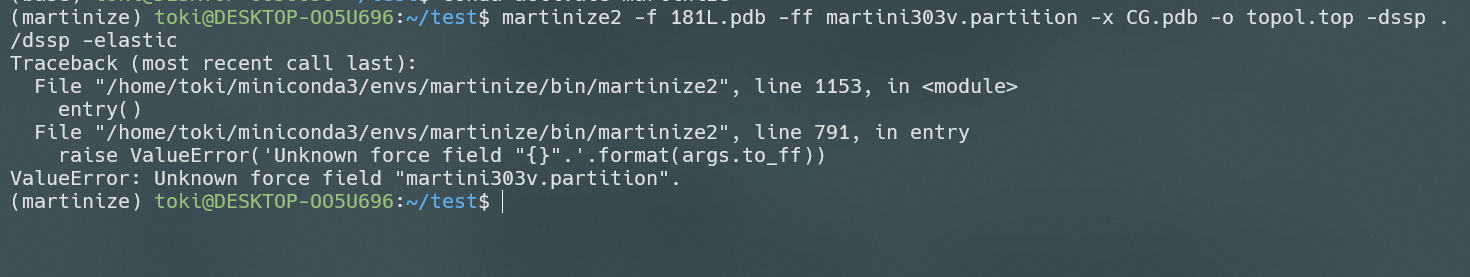 (martinize) toki@DESKTOP-OO5U696:~/test$ martinize2 -f 181L.pdb -ff martini303v.partition -x CG.pdb -o topol.top -dssp .
/dssp -elastic
Traceback (most recent call last):
  File "/home/toki/miniconda3/envs/martinize/bin/martinize2", line 1153, in <module>
    entry()
  File "/home/toki/miniconda3/envs/martinize/bin/martinize2", line 791, in entry
    raise ValueError('Unknown force field "{}".'.format(args.to_ff))
ValueError: Unknown force field "martini303v.partition".
(martinize) toki@DESKTOP-OO5U696:~/test$